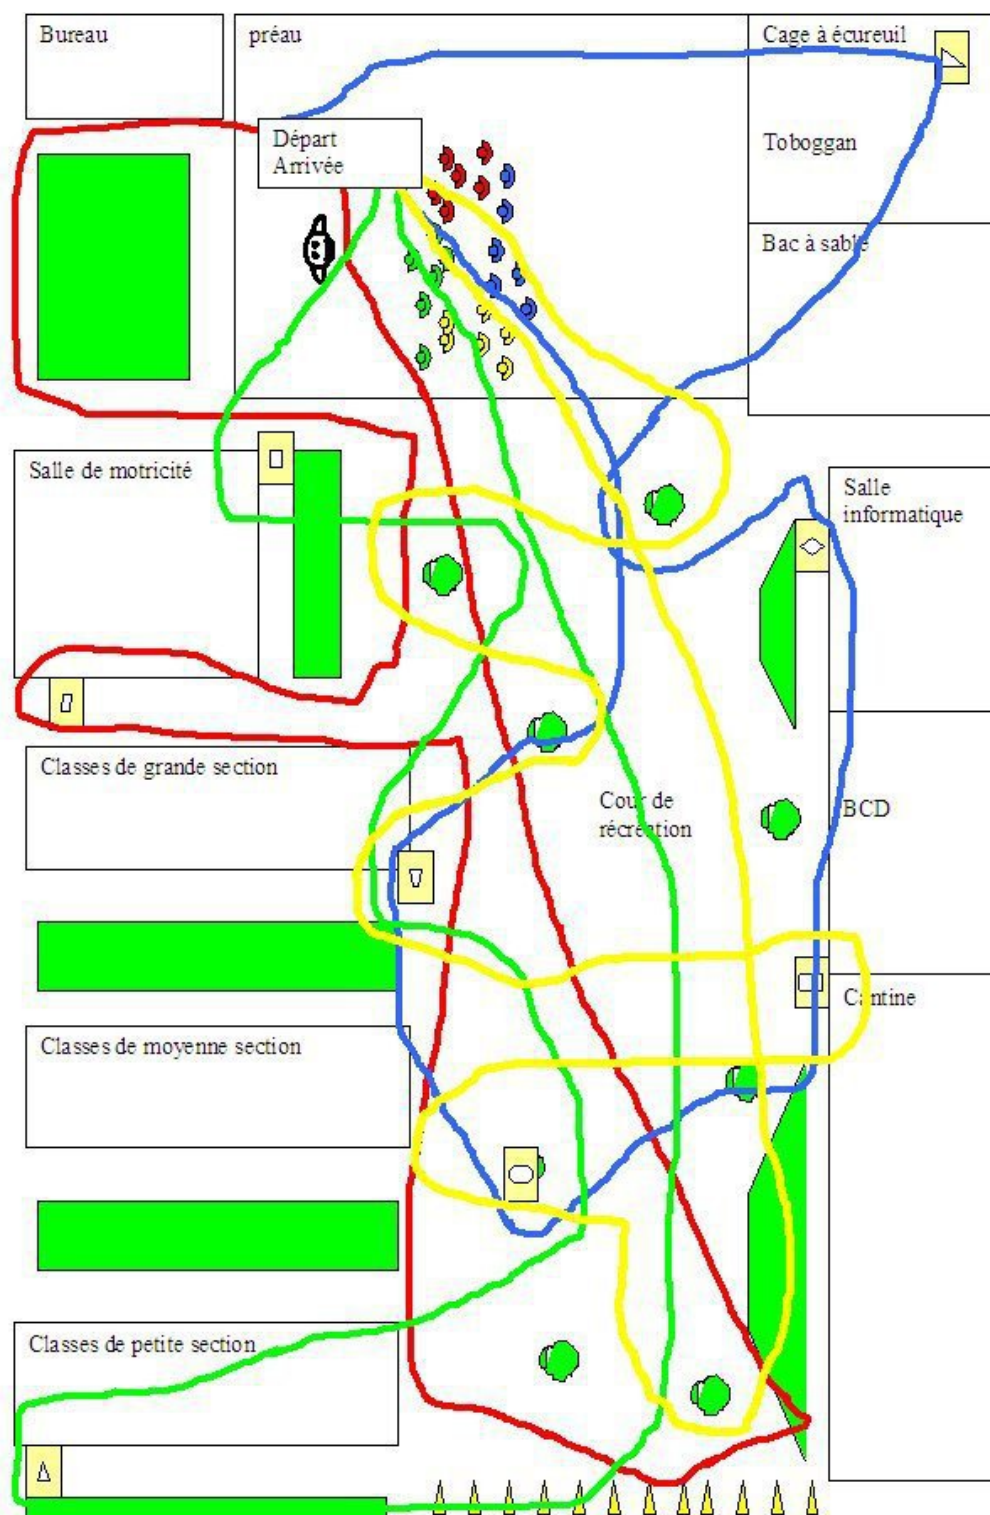 Bureau
préau
Cage à écureuil
Départ
Arrivée
Toboggan
Bac à sable
Salle de motricité
Salle
informatique
Classes de grande section
Cour de
récréation
BCD
Cantine
Classes de moyenne section
Classes de petite section